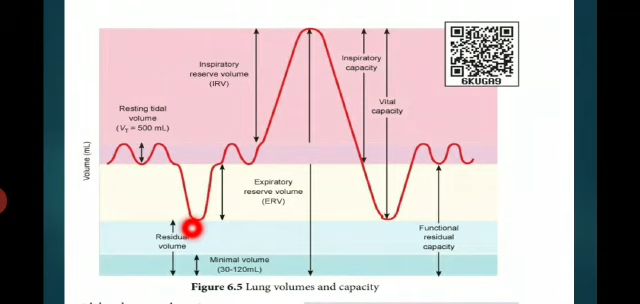 6KUGA9
Inspiratory
reserve volume
(IRV)
Inspiratory
capacity
Resting tidal
volume
(VT = 500 mL)
Vital
capacity
Volume (mL)
Expiratory
reserve volume
(ERV)
Residual
volume
Functional
residual
capacity
Minimal volume
(30-120mL)
Figure 6.5 Lung volumes and capacity